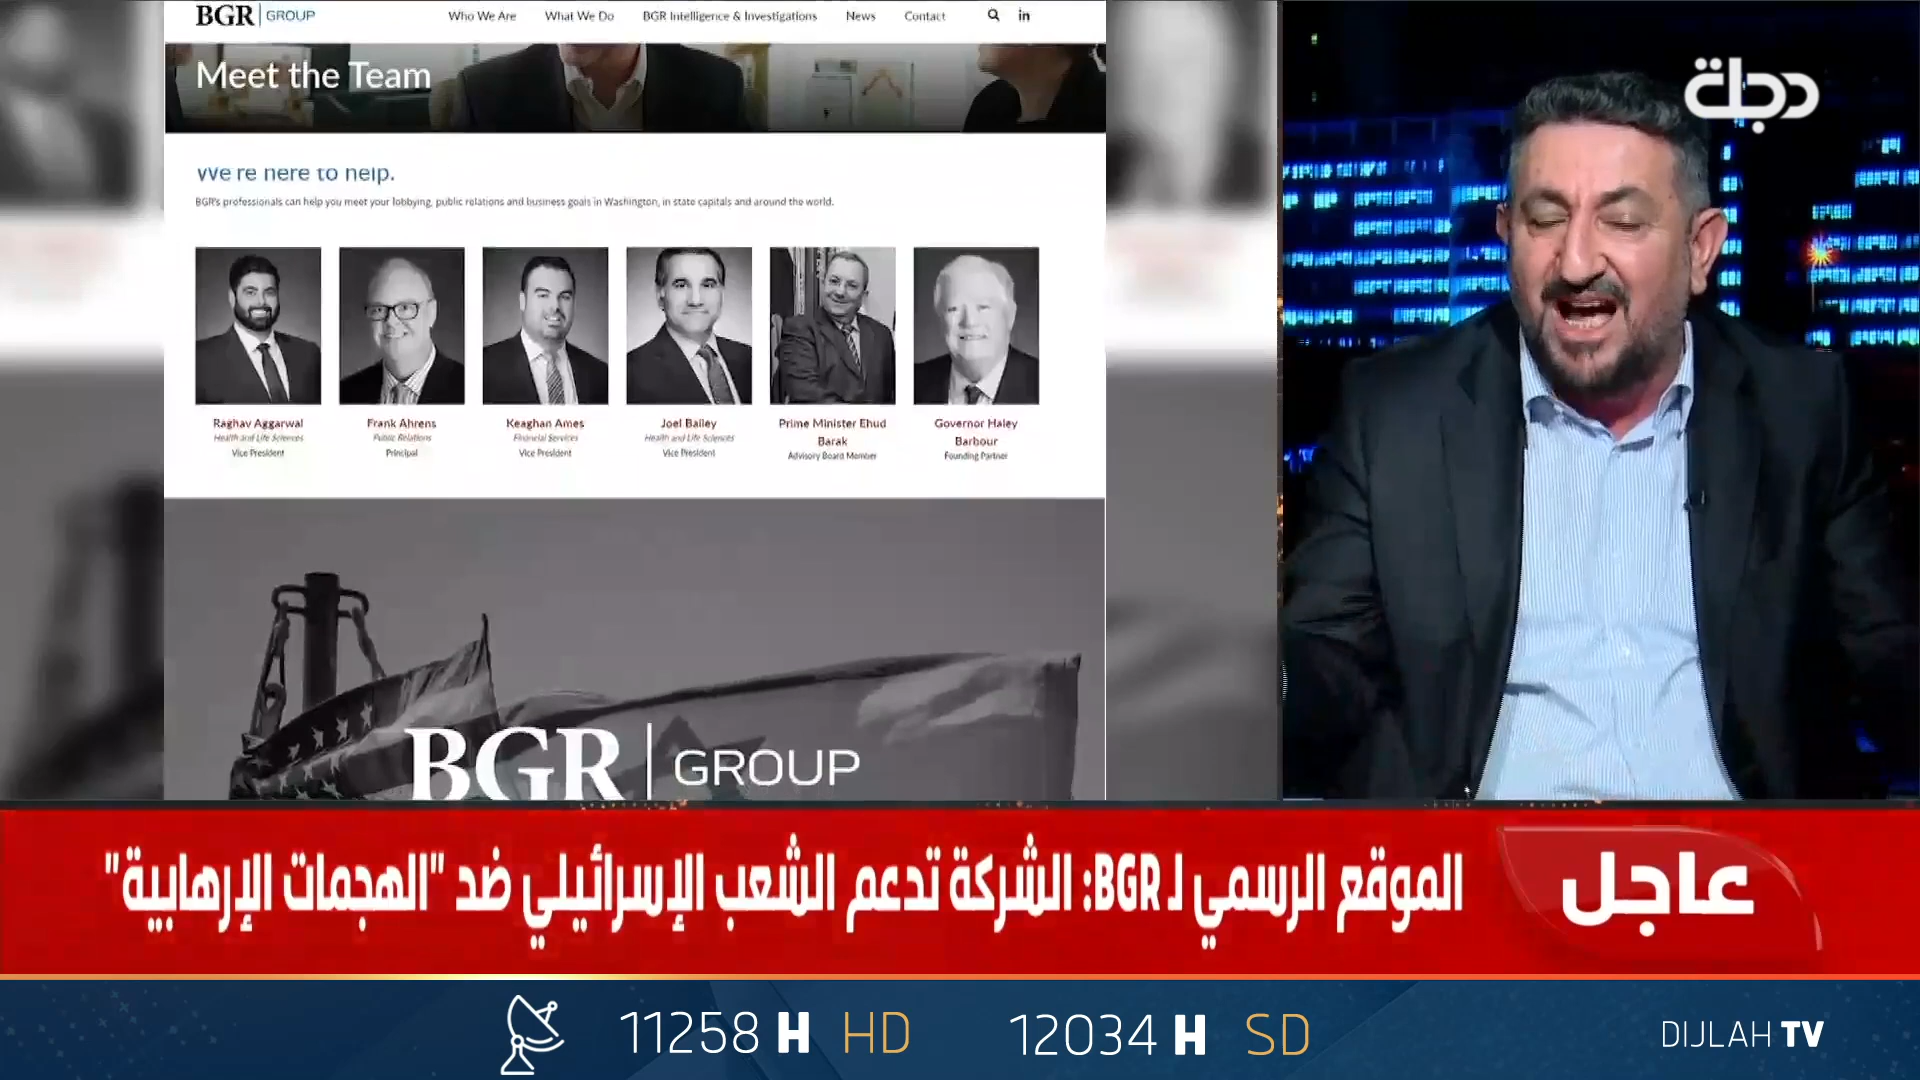 BGR GROUP
Who We Are What We Do BGR Intelligence & Investigations News Contact in
Meet the Team
We're here to help.
BGR's professionals can help you meet your lobbying, public relations and business goals in Washington, in state capitals and around the world.
Raghav Aggarwal
Health and Life Sciences
Vice President
Frank Ahrens
Public Relations
Principal
Keaghan Ames
Financial Services
Vice President
Joel Bailey
Health and Life Sciences
Vice President
Prime Minister Ehud
Barak
Advisory Board Member
Governor Haley
Barbour
Founding Partner
BGR GROUP
دجلة
عاجل
الموقع الرسمي لـ BGR: الشركة تدعم الشعب الإسرائيلي ضد "الهجمات الإرهابية"
11258 H HD 12034 H SD
DIJLAH TV